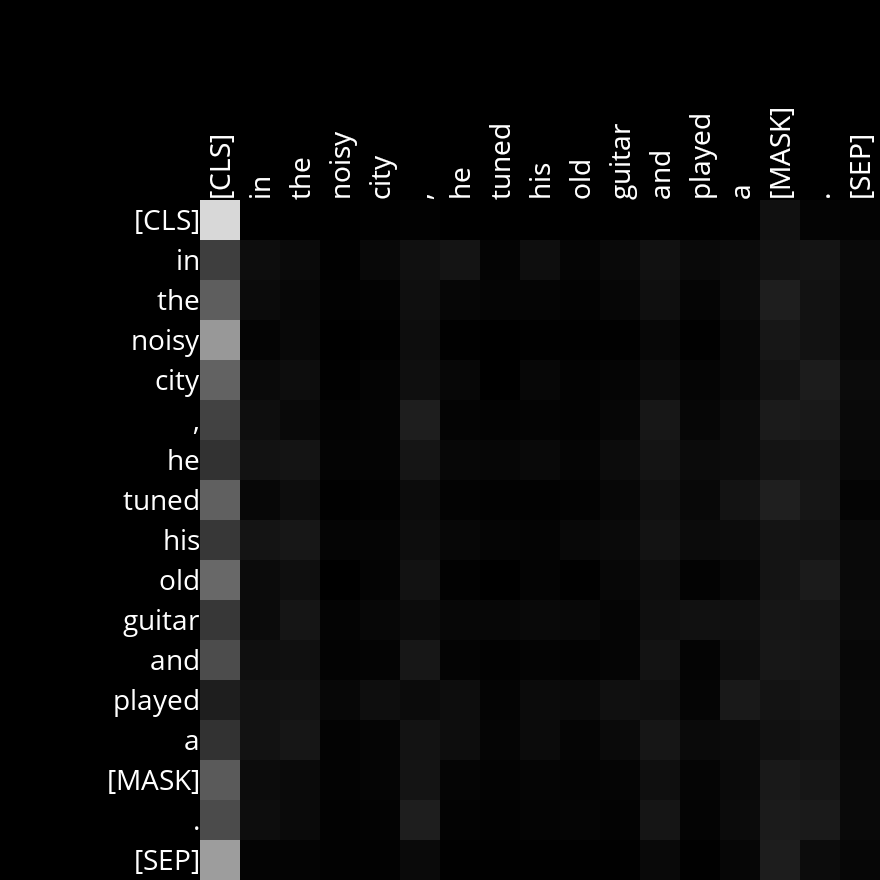 [CLS] in the noisy city , he tuned his old guitar and played a [MASK] . [SEP]
[CLS]
in
the
noisy
city
,
he
tuned
his
old
guitar
and
played
a
[MASK]
.
[SEP]